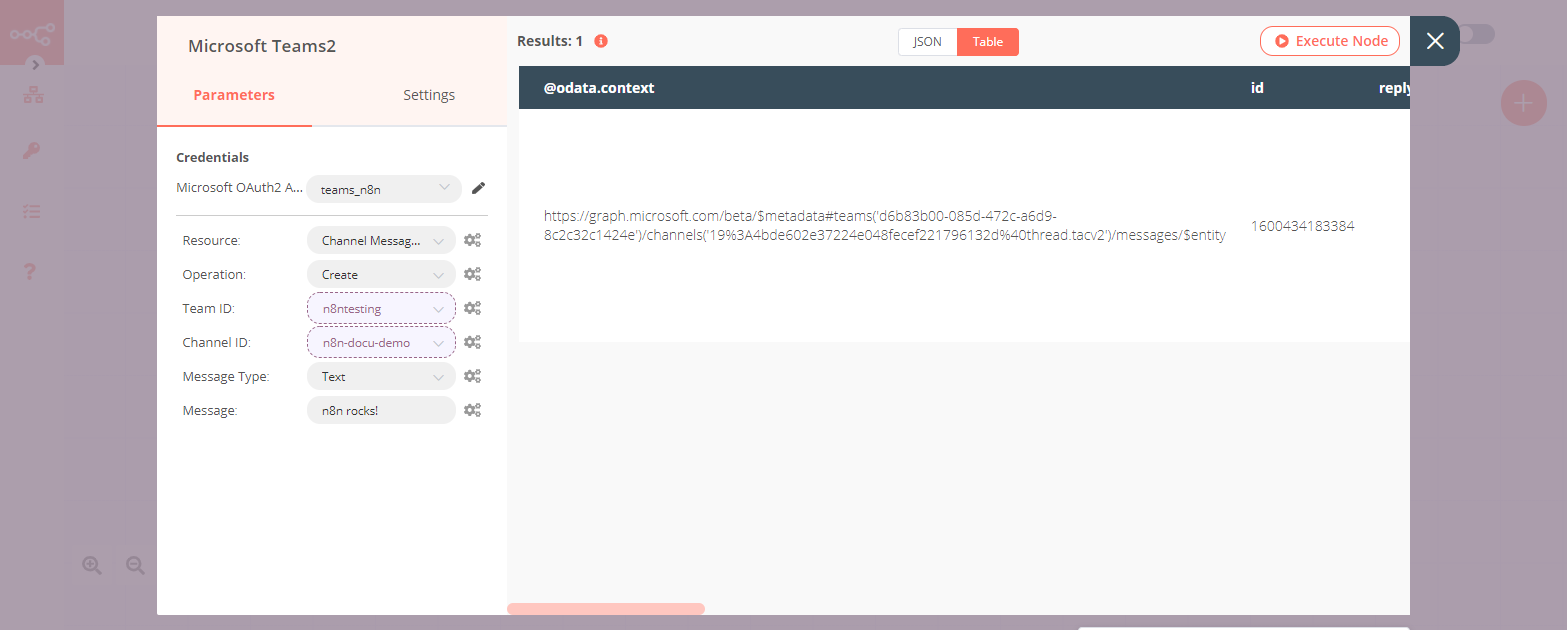 Microsoft Teams2
Parameters
Settings
Credentials
Microsoft OAuth2 A...
teams_n8n
Resource:
Channel Messag...
Operation:
Create
Team ID:
n8ntesting
Channel ID:
n8n-docu-demo
Message Type:
Text
Message:
n8n rocks!
Results: 1
JSON
Table
Execute Node
@odata.context
id
reply
https://graph.microsoft.com/beta/$metadata#teams('d6b83b00-085d-472c-a6d9-
8c2c32c1424e')/channels('19%3A4bde602e37224e048fecef221796132d%40thread.tacv2')/messages/$entity
1600434183384